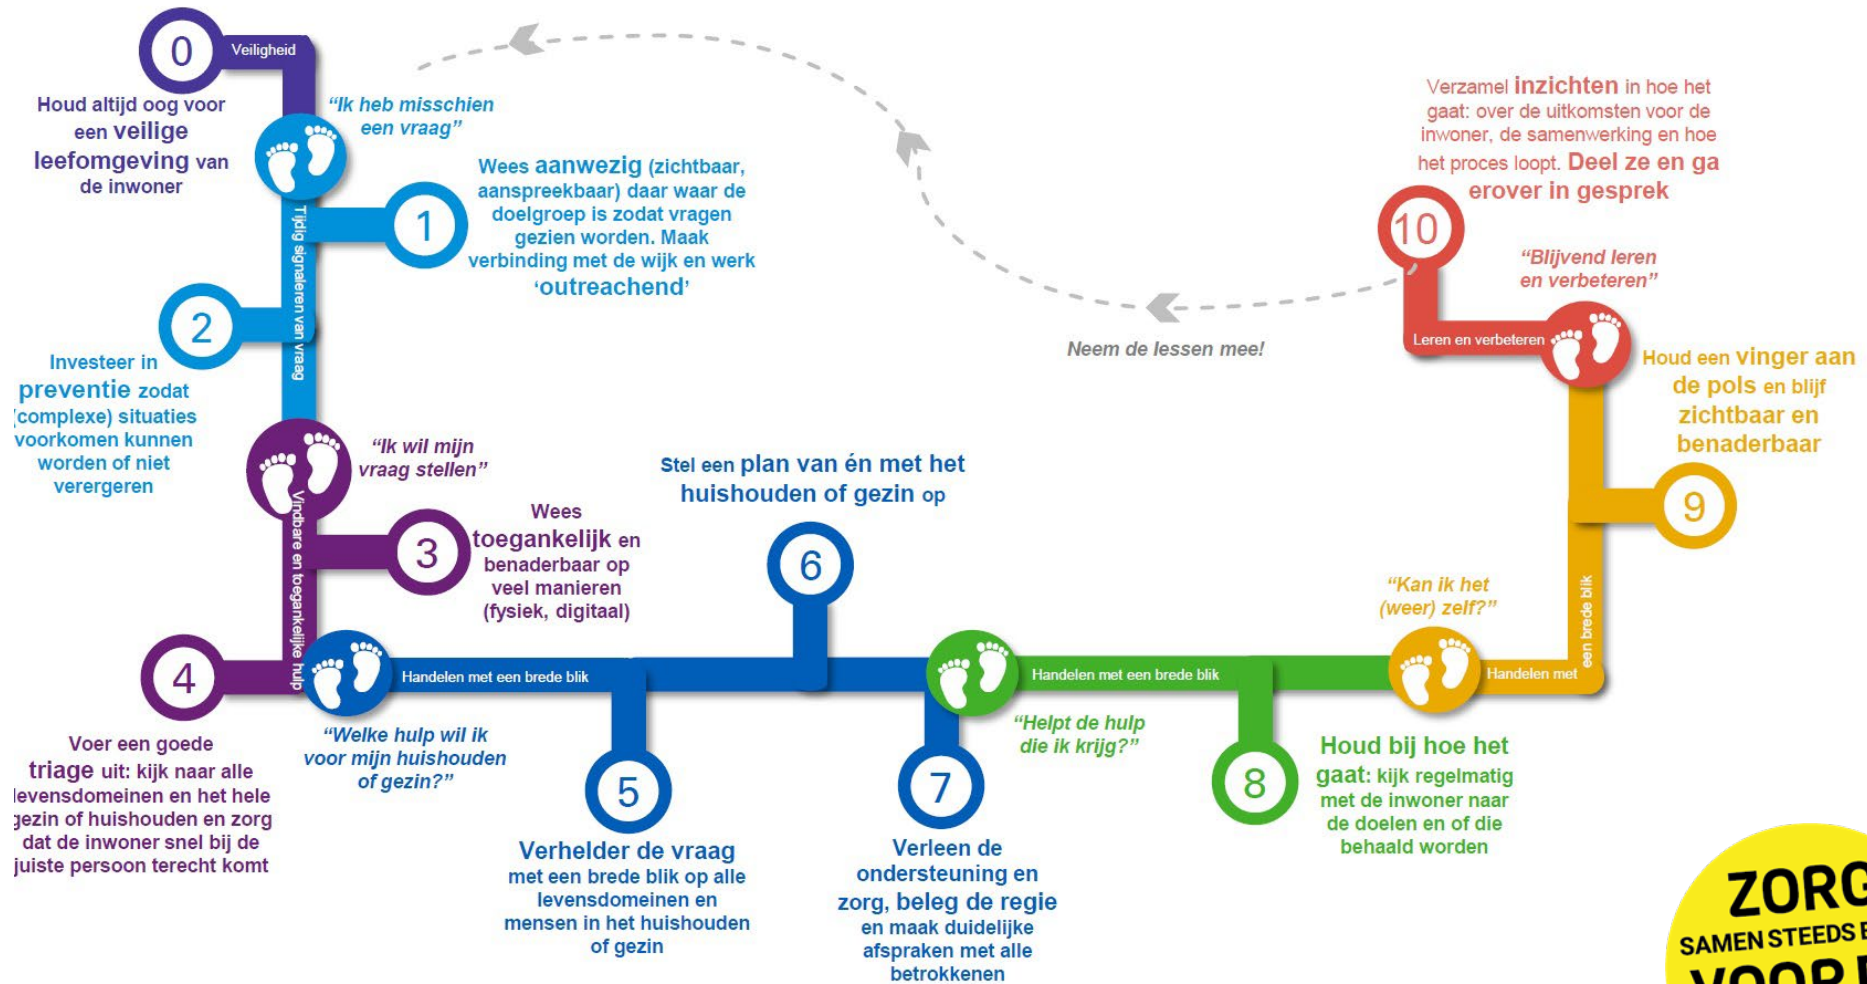 0
Veiligheid
Houd altijd oog voor
een veilige
leefomgeving van
de inwoner
“Ik heb misschien
een vraag”
Tijdig signaleren van vraag
1
Wees aanwezig (zichtbaar,
aanspreekbaar) daar waar de
doelgroep is zodat vragen
gezien worden. Maak
verbinding met de wijk en werk
‘outreachend’
2
Investeer in
preventie zodat
(complexe) situaties
voorkomen kunnen
worden of niet
verergeren
“Ik wil mijn
vraag stellen”
Vindbare en toegankelijke hulp
3
Wees
toegankelijk en
benaderbaar op
veel manieren
(fysiek, digitaal)
4
Voer een goede
triage uit: kijk naar alle
levensdomeinen en het hele
gezin of huishouden en zorg
dat de inwoner snel bij de
juiste persoon terecht komt
“Welke hulp wil ik
voor mijn huishouden
of gezin?”
Handelen met een brede blik
5
Verhelder de vraag
met een brede blik op alle
levensdomeinen en
mensen in het huishouden
of gezin
Stel een plan van én met het
huishouden of gezin op
6
7
Verleen de
ondersteuning en
zorg, beleg de regie
en maak duidelijke
afspraken met alle
betrokkenen
“Helpt de hulp
die ik krijg?”
Handelen met een brede blik
8
Houd bij hoe het
gaat: kijk regelmatig
met de inwoner naar
de doelen en of die
behaald worden
“Kan ik het
(weer) zelf?”
Handelen met
een brede blik
9
Houd een vinger aan
de pols en blijf
zichtbaar en
benaderbaar
“Blijvend leren
en verbeteren”
Leren en verbeteren
10
Verzamel inzichten in hoe het
gaat: over de uitkomsten voor de
inwoner, de samenwerking en hoe
het proces loopt. Deel ze en ga
erover in gesprek
Neem de lessen mee!
ZORG
SAMEN STEEDS
VOOR